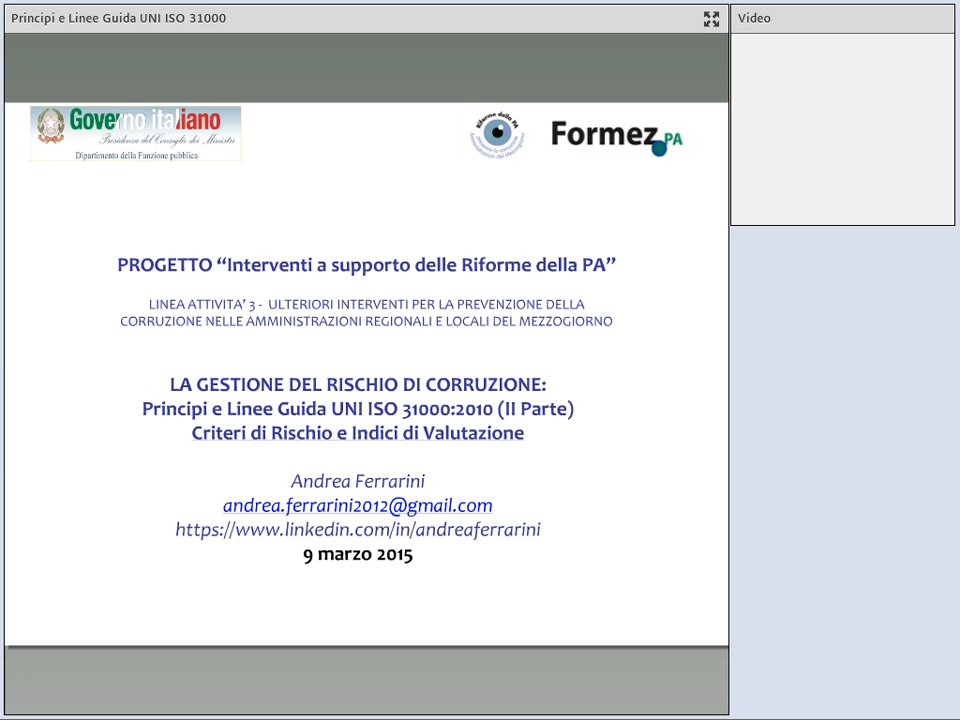 Principi e Linee Guida UNI ISO 31000
Video
Governo italiano
Presidenza del Consiglio dei Ministri
Dipartimento della Funzione pubblica
Riforme della PA
Formez PA
PROGETTO “Interventi a supporto delle Riforme della PA”
LINEA ATTIVITA’ 3 - ULTERIORI INTERVENTI PER LA PREVENZIONE DELLA
CORRUZIONE NELLE AMMINISTRAZIONI REGIONALI E LOCALI DEL MEZZOGIORNO
LA GESTIONE DEL RISCHIO DI CORRUZIONE:
Principi e Linee Guida UNI ISO 31000:2010 (II Parte)
Criteri di Rischio e Indici di Valutazione
Andrea Ferrarini
andrea.ferrarini2012@gmail.com
https://www.linkedin.com/in/andreaferrarini
9 marzo 2015